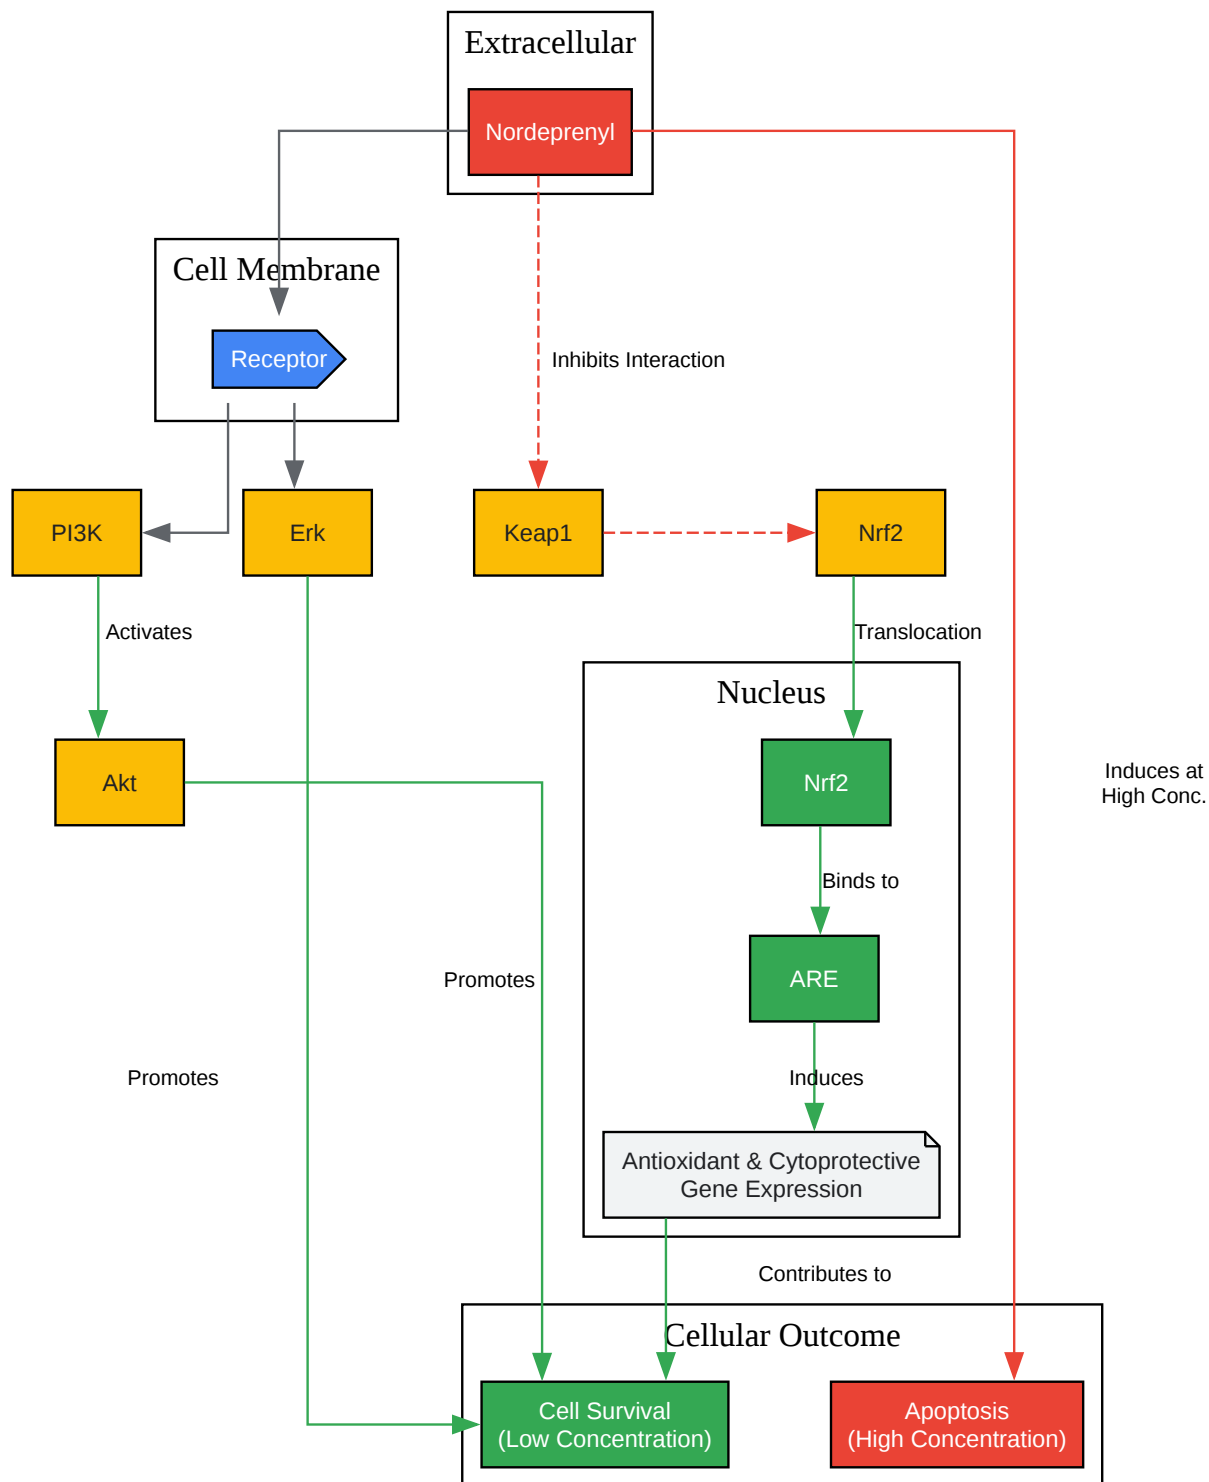 Extracellular
Nordeprenyl
Cell Membrane
Receptor
Inhibits Interaction
PI3K
Erk
Keap1
Nrf2
Activates
Translocation
Nucleus
Akt
Nrf2
Induces at
High Conc.
Binds to
Promotes
ARE
Promotes
Induces
Antioxidant & Cytoprotective
Gene Expression
Contributes to
Cellular Outcome
Cell Survival
(Low Concentration)
Apoptosis
(High Concentration)